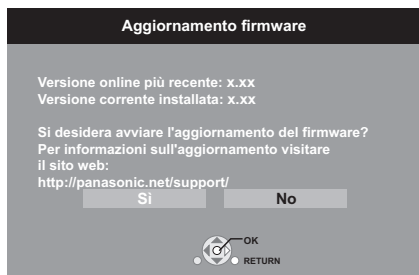 Aggiornamento firmware
Versione online più recente: x.xx
Versione corrente installata: x.xx
Si desidera avviare l'aggiornamento del firmware?
Per informazioni sull'aggiornamento visitare
il sito web:
http://panasonic.net/support/
Sì No
OK
RETURN